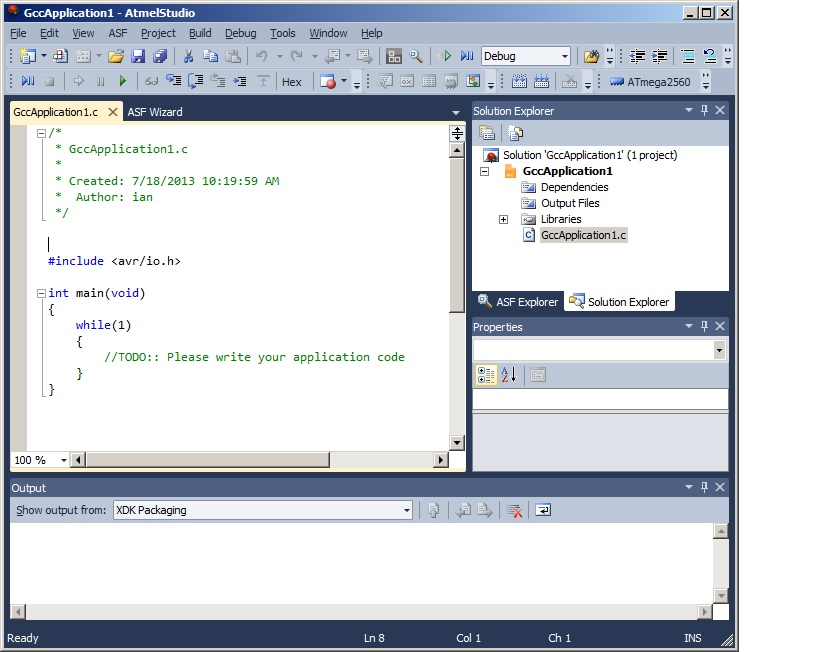 GccApplication1 - AtmelStudio
File Edit View ASF Project Build Debug Tools Window Help
Debug
Hex ATmega2560
GccApplication1.c ASF Wizard
/*
* GccApplication1.c
*
* Created: 7/18/2013 10:19:59 AM
* Author: ian
*/
#include <avr/io.h>
int main(void)
{
while(1)
{
//TODO:: Please write your application code
}
}
100 %
Solution Explorer
Solution 'GccApplication1' (1 project)
GccApplication1
Dependencies
Output Files
Libraries
GccApplication1.c
ASF Explorer Solution Explorer
Properties
Output
Show output from: XDK Packaging
Ready Ln 8 Col 1 Ch 1 INS